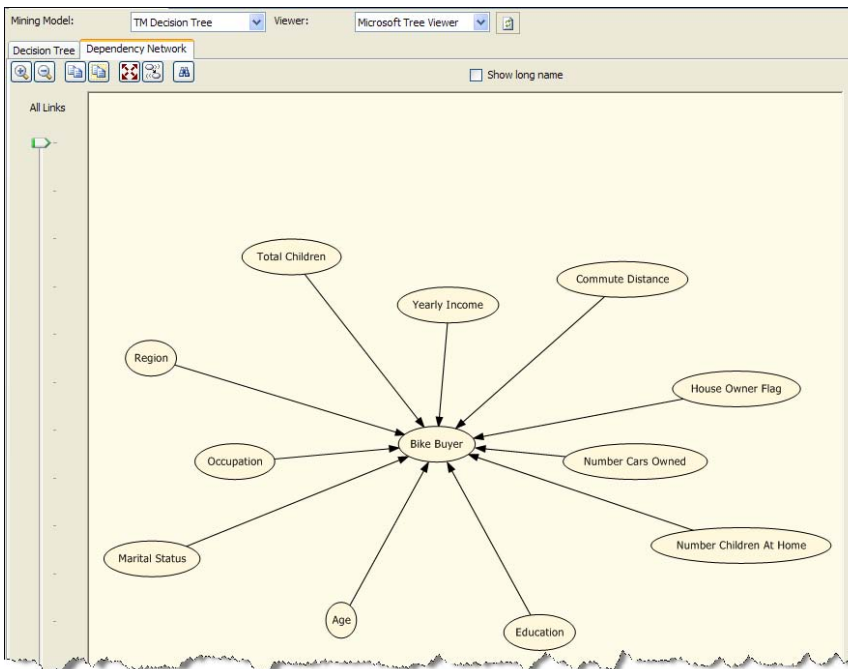 Mining Model: TM Decision Tree Viewer: Microsoft Tree Viewer
Decision Tree Dependency Network
Show long name
All Links
Total Children
Commute Distance
Yearly Income
Region
House Owner Flag
Bike Buyer
Occupation
Number Cars Owned
Number Children At Home
Marital Status
Age
Education